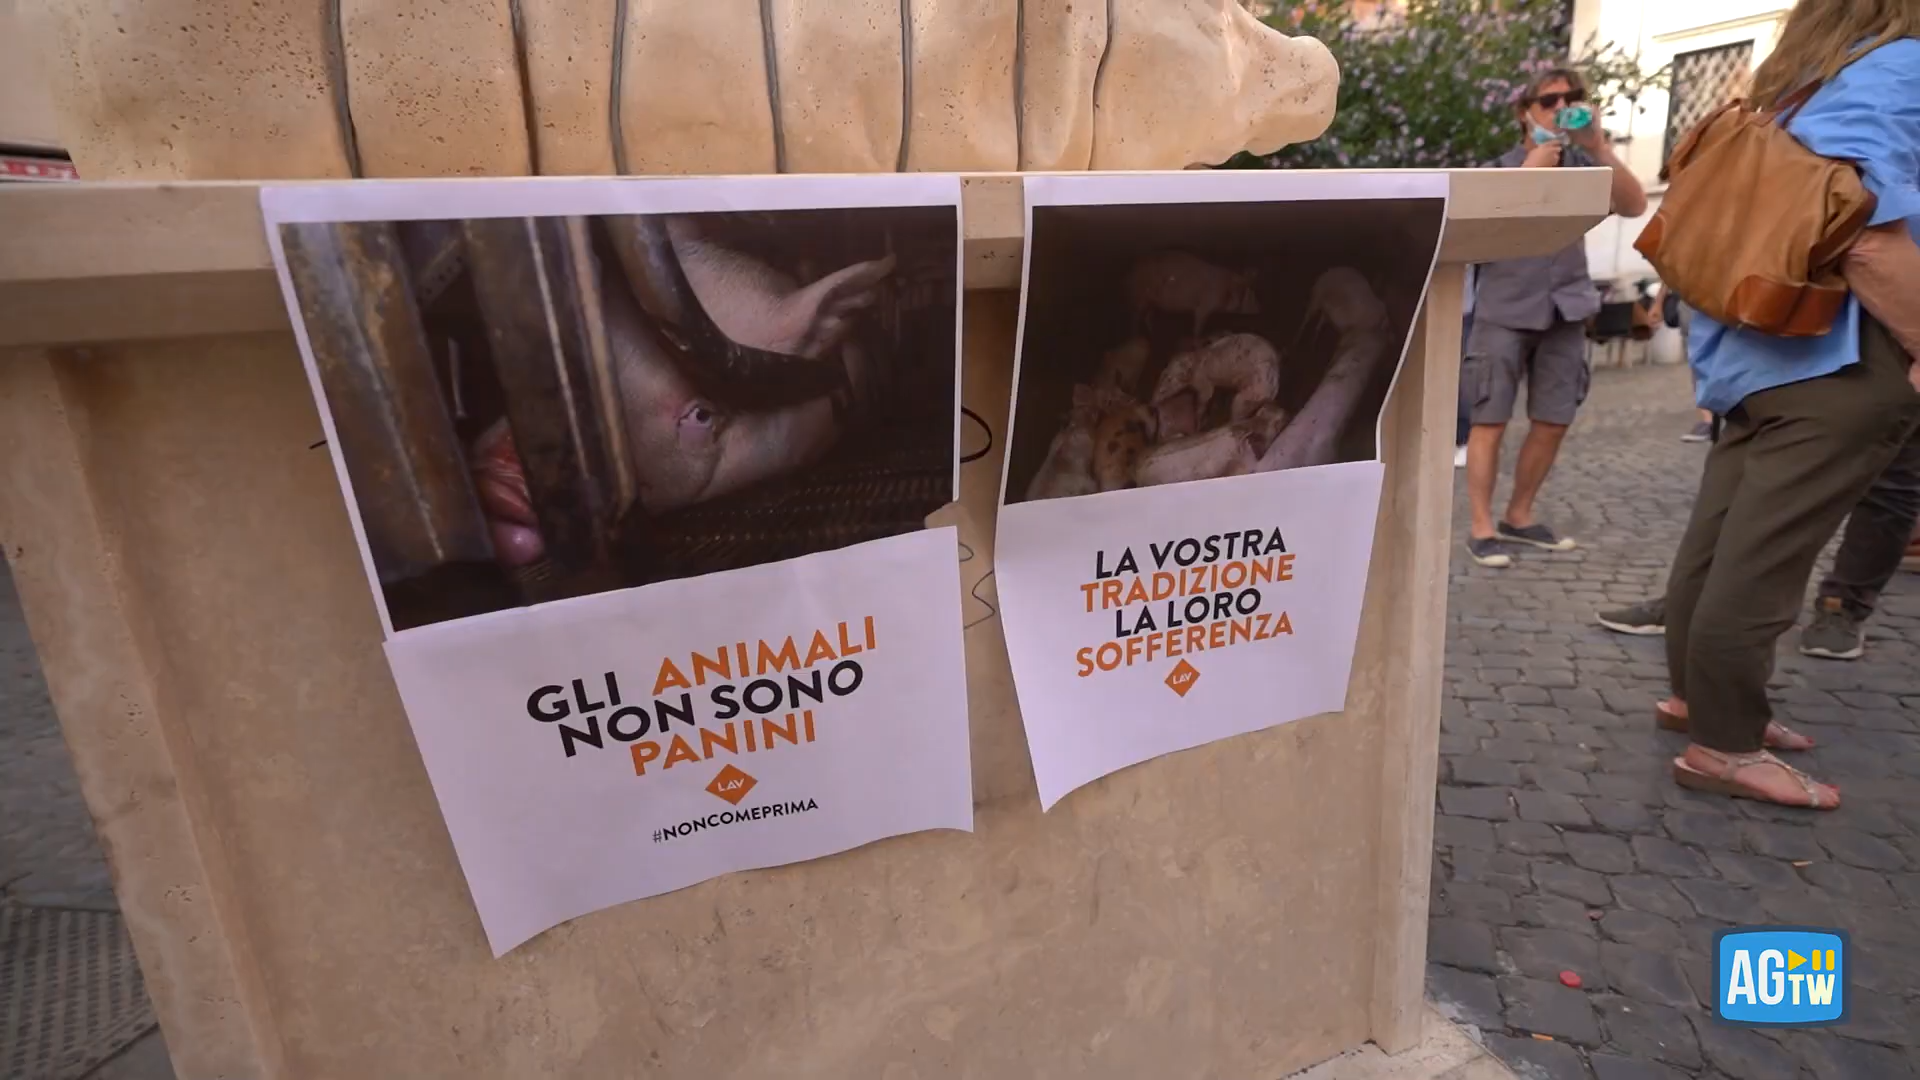 GLI ANIMALI
NON SONO
PANINI
LAV
#NONCOMEPRIMA
LA VOSTRA
TRADIZIONE
LA LORO
SOFFERENZA
LAV
AG
TW